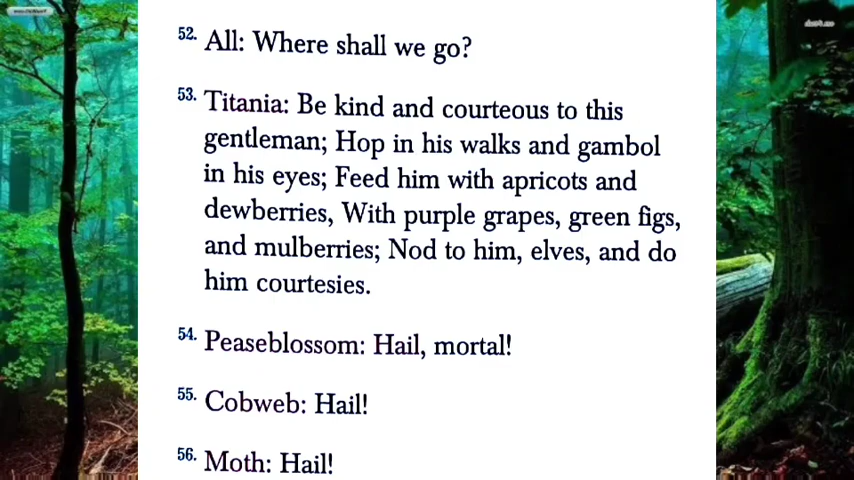 52. All: Where shall we go?
53. Titania: Be kind and courteous to this
gentleman; Hop in his walks and gambol
in his eyes; Feed him with apricots and
dewberries, With purple grapes, green figs,
and mulberries; Nod to him, elves, and do
him courtesies.
54. Peaseblossom: Hail, mortal!
55. Cobweb: Hail!
56. Moth: Hail!